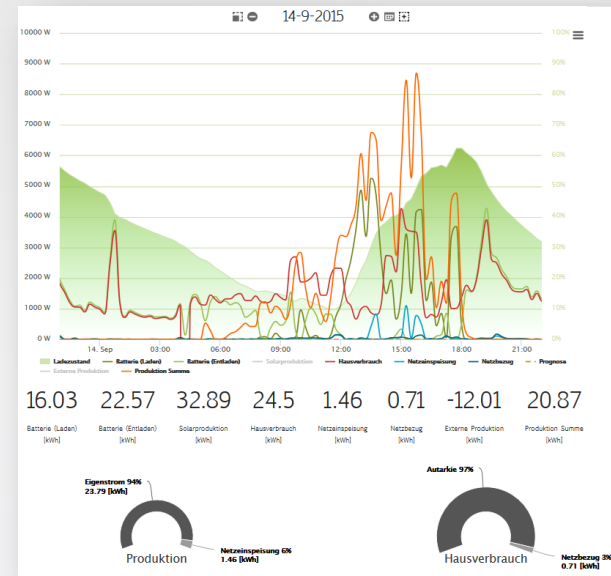 14-9-2015
10000 W
9000 W
8000 W
7000 W
6000 W
5000 W
4000 W
3000 W
2000 W
1000 W
0 W
100%
90%
80%
70%
60%
50%
40%
30%
20%
10%
0%
14. Sep 03:00 06:00 09:00 12:00 15:00 18:00 21:00
Ladezustand Batterie (Laden) Batterie (Entladen) Solarproduktion Hausverbrauch Netzeinspeisung Netzbezug Prognose
Externe Produktion Produktion Summe
16.03 22.57 32.89 24.5 1.46 0.71 -12.01 20.87
Batterie (Laden) Batterie (Entladen) Solarproduktion Hausverbrauch Netzeinspeisung Netzbezug Externe Produktion Produktion Summe
[kWh] [kWh] [kWh] [kWh] [kWh] [kWh] [kWh] [kWh]
Eigenstrom 94%
23.79 [kWh]
Netzeinspeisung 6%
1.46 [kWh]
Produktion
Autarkie 97%
Netzbezug 3%
0.71 [kWh]
Hausverbrauch